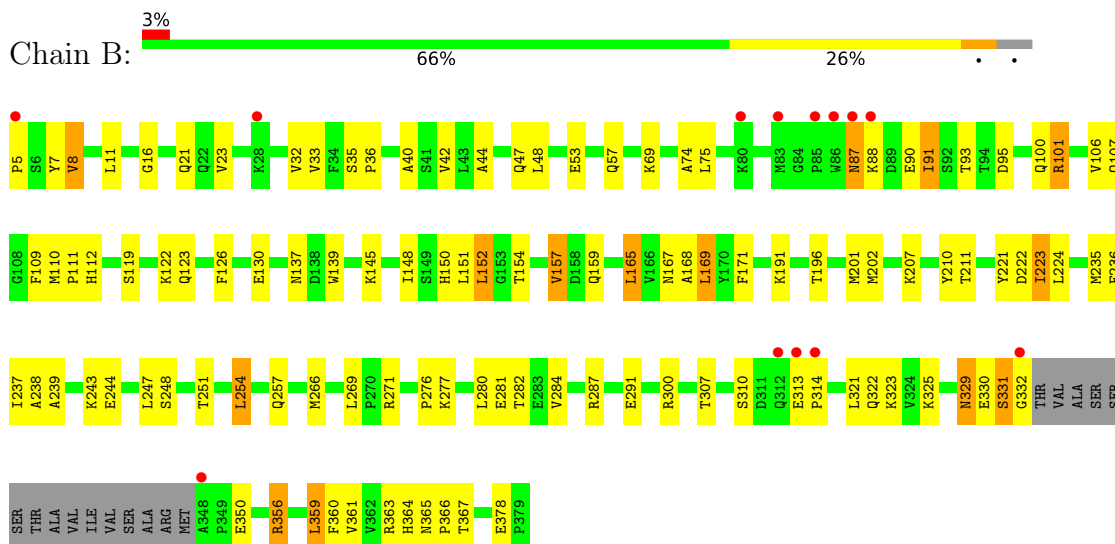 3%
Chain B:
66% 26% • •
P5 S6 Y7 V8 L11 G16 Q21 Q22 V23 K28 V32 V33 F34 S35 P36 A40 S41 V42 L43 A44 Q47 L48 E53 Q57 K69 A74 L75 K80 M83 G84 P85 W86 N87 K88 D89 E90 I91 S92 T93 T94 D95 Q100 R101 V106 Q107
G108 F109 M110 P111 H112 S119 K122 Q123 F126 E130 N137 D138 W139 K145 I148 S149 H150 L151 L152 G153 T154 V157 D158 Q159 L165 V166 N167 A168 L169 Y170 F171 K191 T196 M201 M202 K207 Y210 T211 Y221 D222 I223 L224 M235 E236
I237 A238 A239 K243 E244 L247 S248 T251 L254 Q257 M266 L269 P270 R271 P276 K277 L280 E281 T282 E283 V284 R287 E291 R300 T307 S310 D311 Q312 E313 P314 L321 Q322 K323 V324 K325 N329 E330 S331 G332 THR VAL ALA SER SER
SER THR ALA VAL ILE VAL SER ALA ARG MET A348 P349 E350 R356 L359 F360 V361 V362 R363 H364 N365 P366 T367 E378 P379